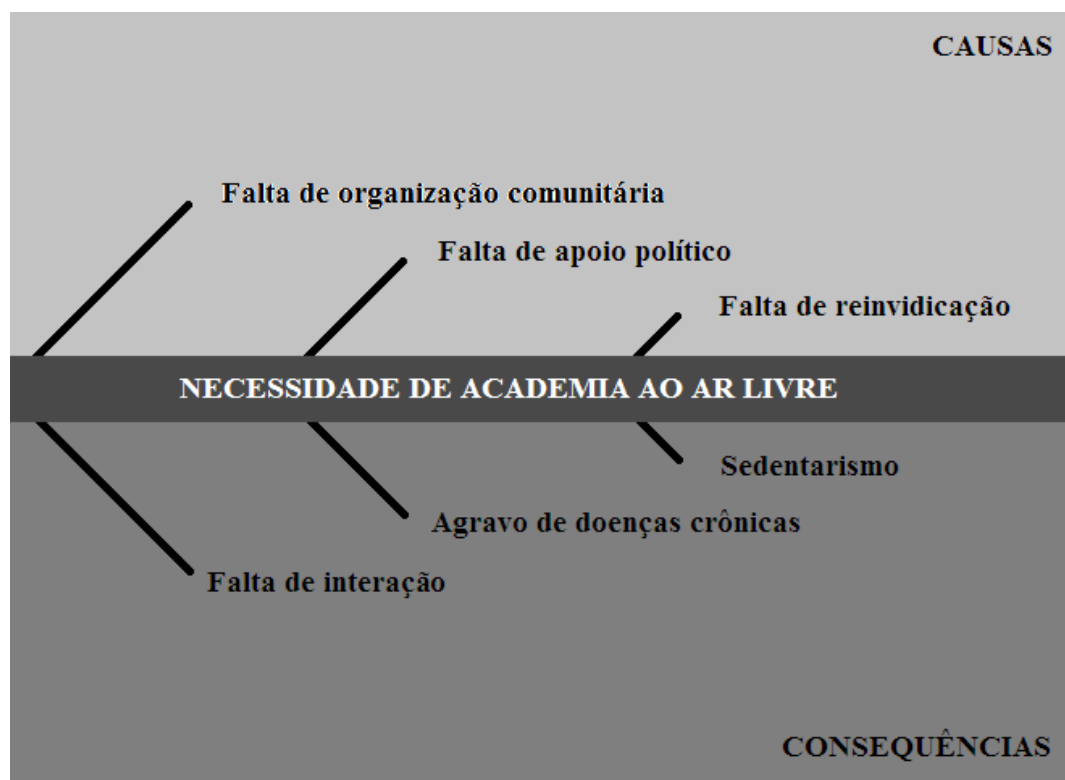 CAUSAS
Falta de organização comunitária
Falta de apoio político
Falta de reinvidicação
NECESSIDADE DE ACADEMIA AO AR LIVRE
Sedentarismo
Agravo de doenças crônicas
Falta de interação
CONSEQUÊNCIAS